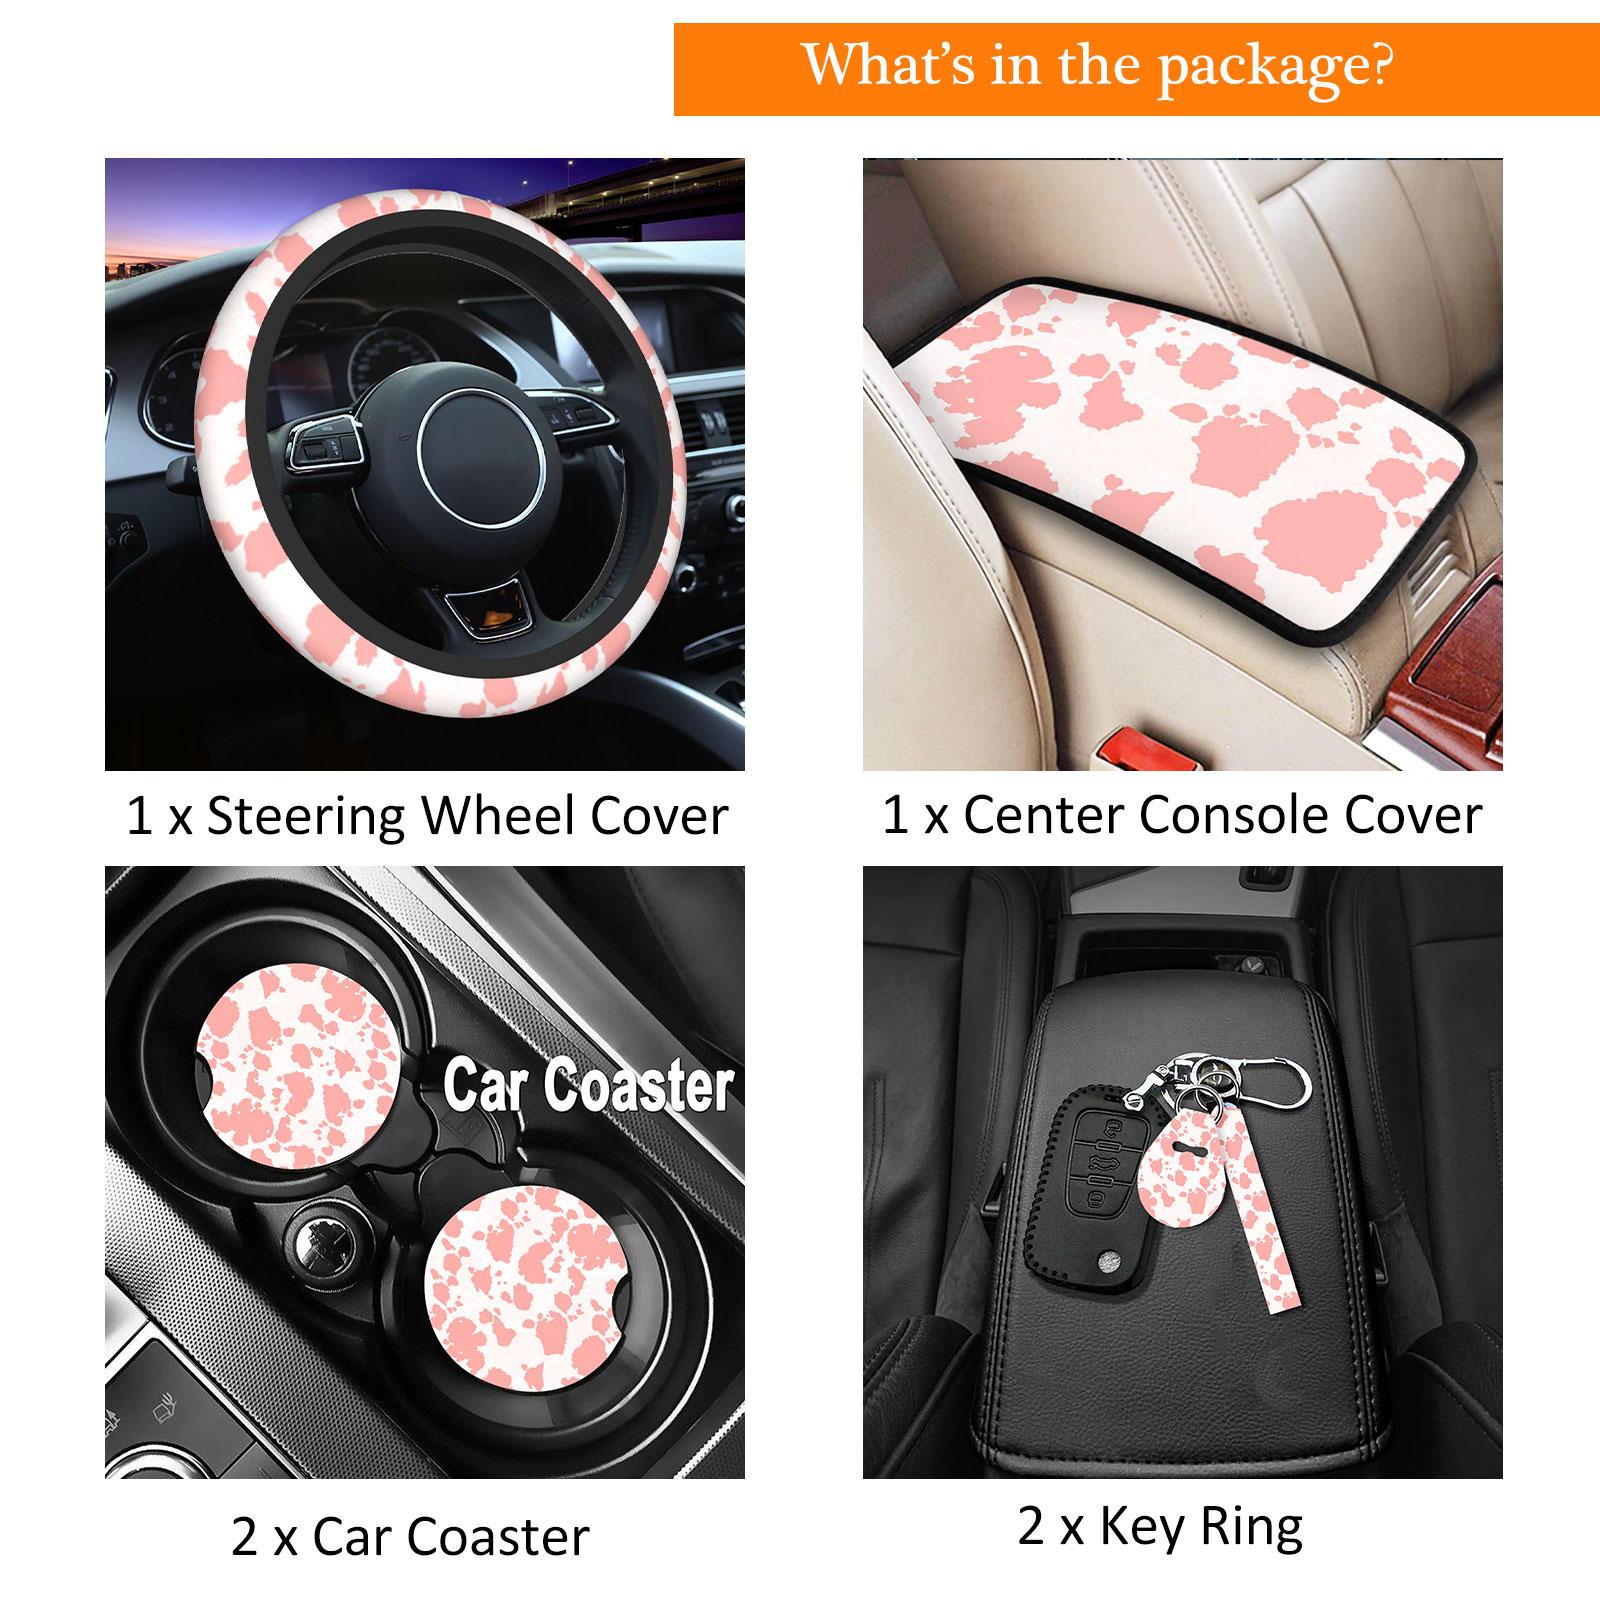 What's in the package?
1 x Steering Wheel Cover
1 x Center Console Cover
Car Coaster
2 x Car Coaster
2 x Key Ring